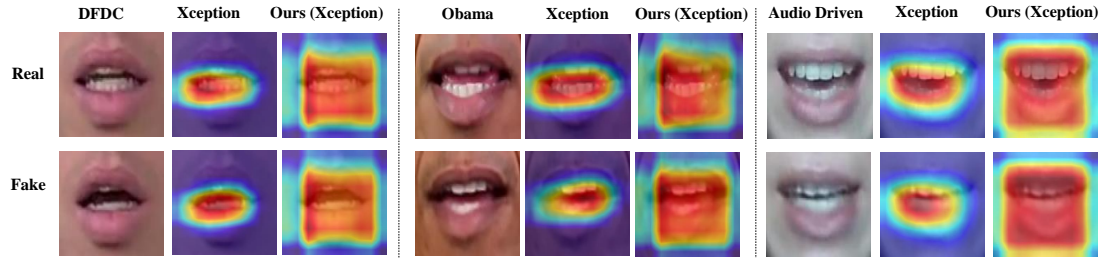 DFDC Xception Ours (Xception) Obama Xception Ours (Xception) Audio Driven Xception Ours (Xception)
Real
Fake